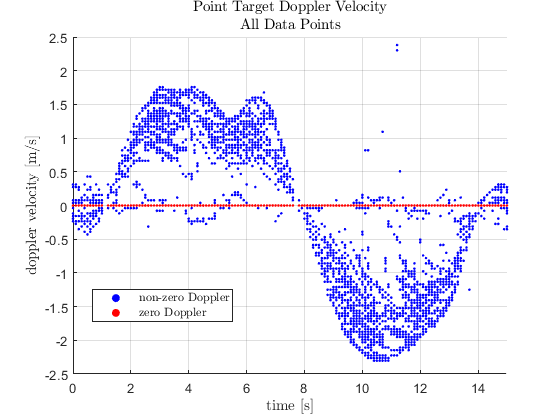 Point Target Doppler Velocity
All Data Points
2.5
2
1.5
1
0.5
0
-0.5
-1
-1.5
-2
-2.5
doppler velocity [m/s]
non-zero Doppler
zero Doppler
0 2 4 6 8 10 12 14
time [s]